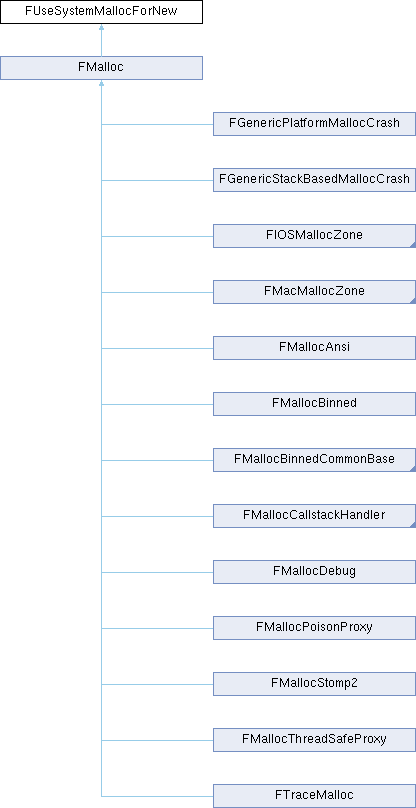 FUseSystemMallocForNew
FMalloc
FGenericPlatformMallocCrash
FGenericStackBasedMallocCrash
FIOSMallocZone
FMacMallocZone
FMallocAnsi
FMallocBinned
FMallocBinnedCommonBase
FMallocCallstackHandler
FMallocDebug
FMallocPoisonProxy
FMallocStomp2
FMallocThreadSafeProxy
FTraceMalloc